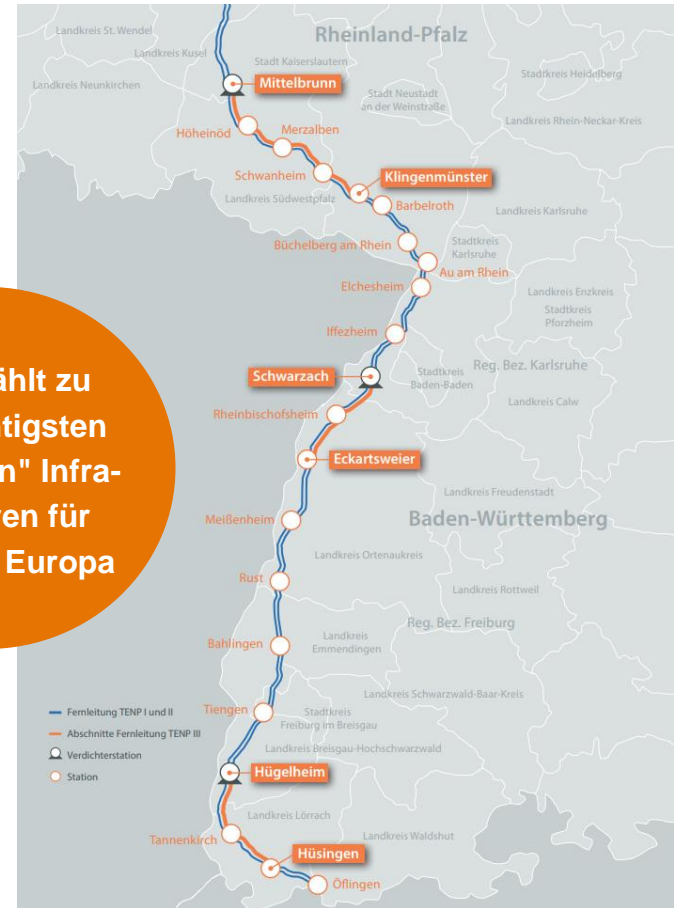 Landkreis St. Wendel
Rheinland-Pfalz
Landkreis Kusel
Stadt Kaiserslautern
Stadtkreis Heidelberg
Landkreis Neunkirchen
Mittelbrunn
Stadt Neustadt
an der Weinstraße
Landkreis Rhein-Neckar-Kreis
Höheinöd
Merzalben
Schwanheim
Klingenmünster
Landkreis Südwestpfalz
Barbelroth
Landkreis Karlsruhe
Büchelberg am Rhein
Stadtkreis
Karlsruhe
Au am Rhein
Elchesheim
Landkreis Enzkreis
Stadtkreis
Pforzheim
Iffezheim
Schwarzach
Stadtkreis
Baden-Baden
Reg. Bez. Karlsruhe
Landkreis Calw
Rheinbischofsheim
Eckartsweier
ählt zu
tigsten
n" Infra-
ven für
Europa
Landkreis Freudenstadt
Meißenheim
Baden-Württemberg
Landkreis Ortenaukreis
Rust
Landkreis Rottweil
Reg. Bez. Freiburg
Bahlingen
Landkreis
Emmendingen
Landkreis Schwarzwald-Baar-Kreis
Tiengen
Stadtkreis
Freiburg im Breisgau
Landkreis Breisgau-Hochschwarzwald
Fernleitung TENP I und II
Abschnitte Fernleitung TENP III
Verdichterstation
Station
Hügelheim
Landkreis Lörrach
Tannenkirch
Landkreis Waldshut
Hüsingen
Öflingen